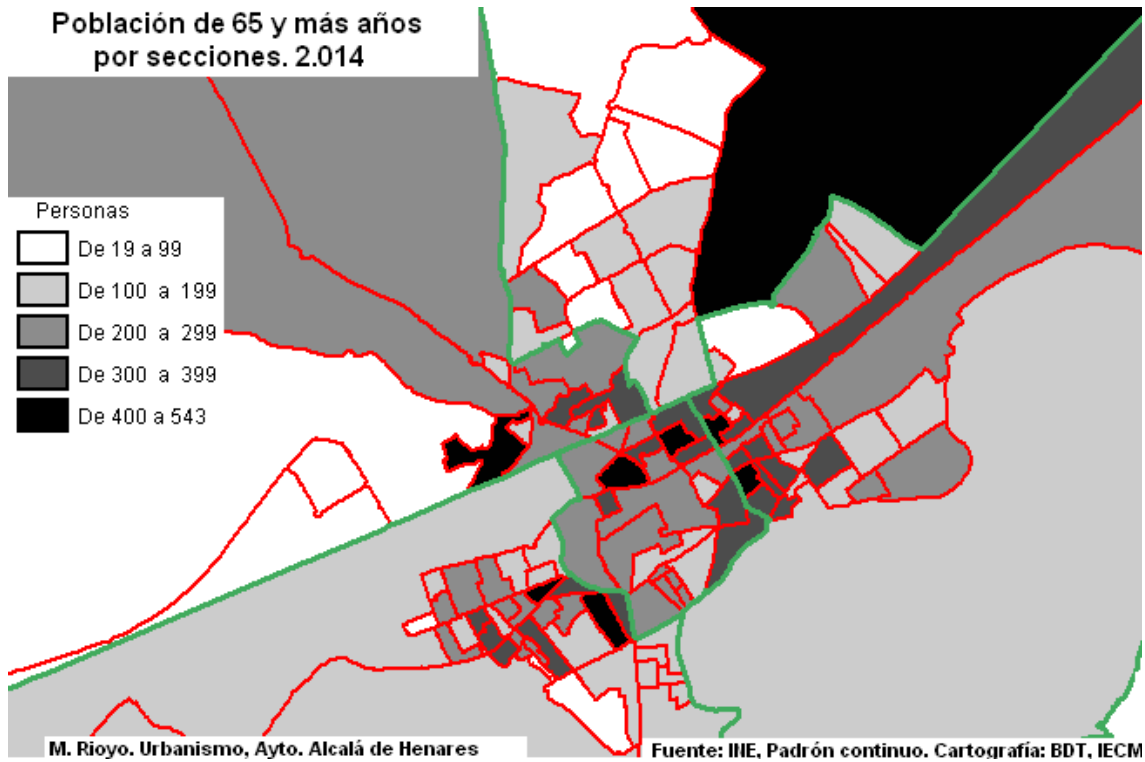 Población de 65 y más años
por secciones. 2.014
Personas
De 19 a 99
De 100 a 199
De 200 a 299
De 300 a 399
De 400 a 543
M. Rioyo. Urbanismo, Ayto. Alcalá de Henares
Fuente: INE, Padrón continuo. Cartografía: BDT, IECM